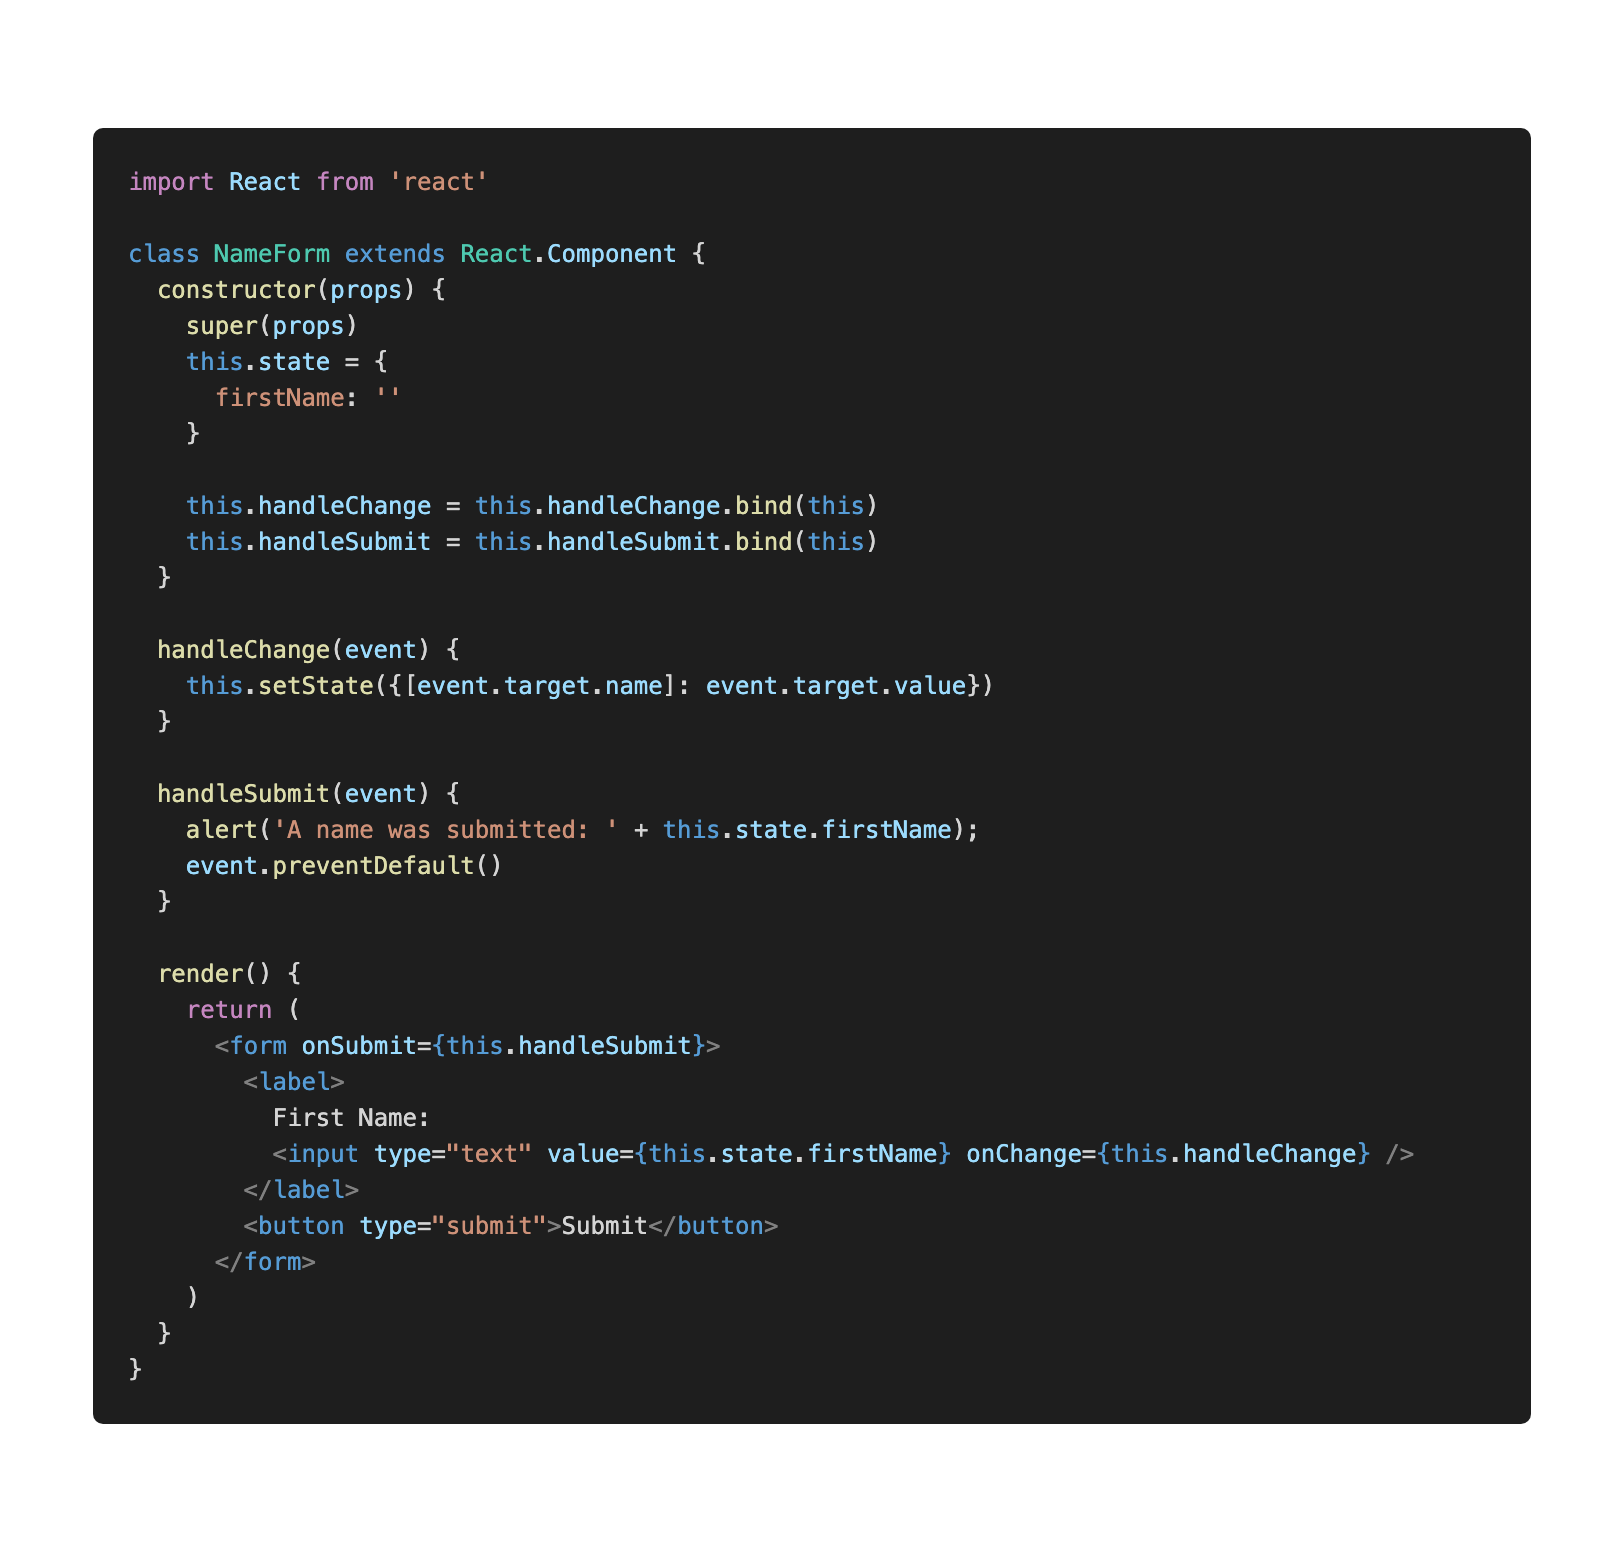 import React from 'react'

class NameForm extends React.Component {
  constructor(props) {
    super(props)
    this.state = {
      firstName: ''
    }

    this.handleChange = this.handleChange.bind(this)
    this.handleSubmit = this.handleSubmit.bind(this)
  }

  handleChange(event) {
    this.setState({[event.target.name]: event.target.value})
  }

  handleSubmit(event) {
    alert('A name was submitted: ' + this.state.firstName);
    event.preventDefault()
  }

  render() {
    return (
      <form onSubmit={this.handleSubmit}>
        <label>
          First Name:
          <input type="text" value={this.state.firstName} onChange={this.handleChange} />
        </label>
        <button type="submit">Submit</button>
      </form>
    )
  }
}